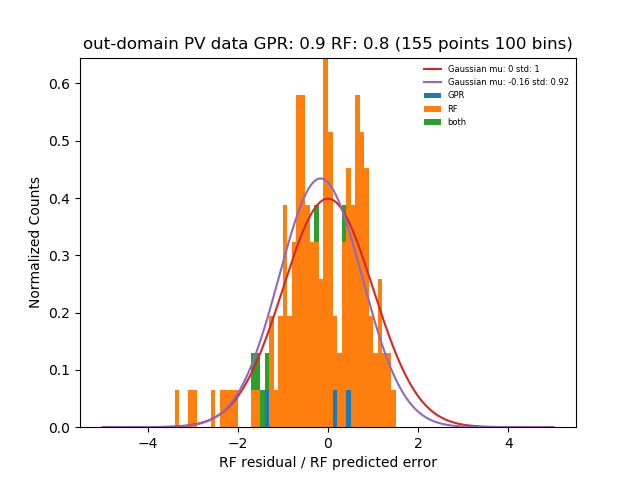 out-domain PV data GPR: 0.9 RF: 0.8 (155 points 100 bins)
Gaussian mu: 0 std: 1
Gaussian mu: -0.16 std: 0.92
GPR
RF
both
Normalized Counts
0.6
0.5
0.4
0.3
0.2
0.1
0.0
−4 −2 0 2 4
RF residual / RF predicted error